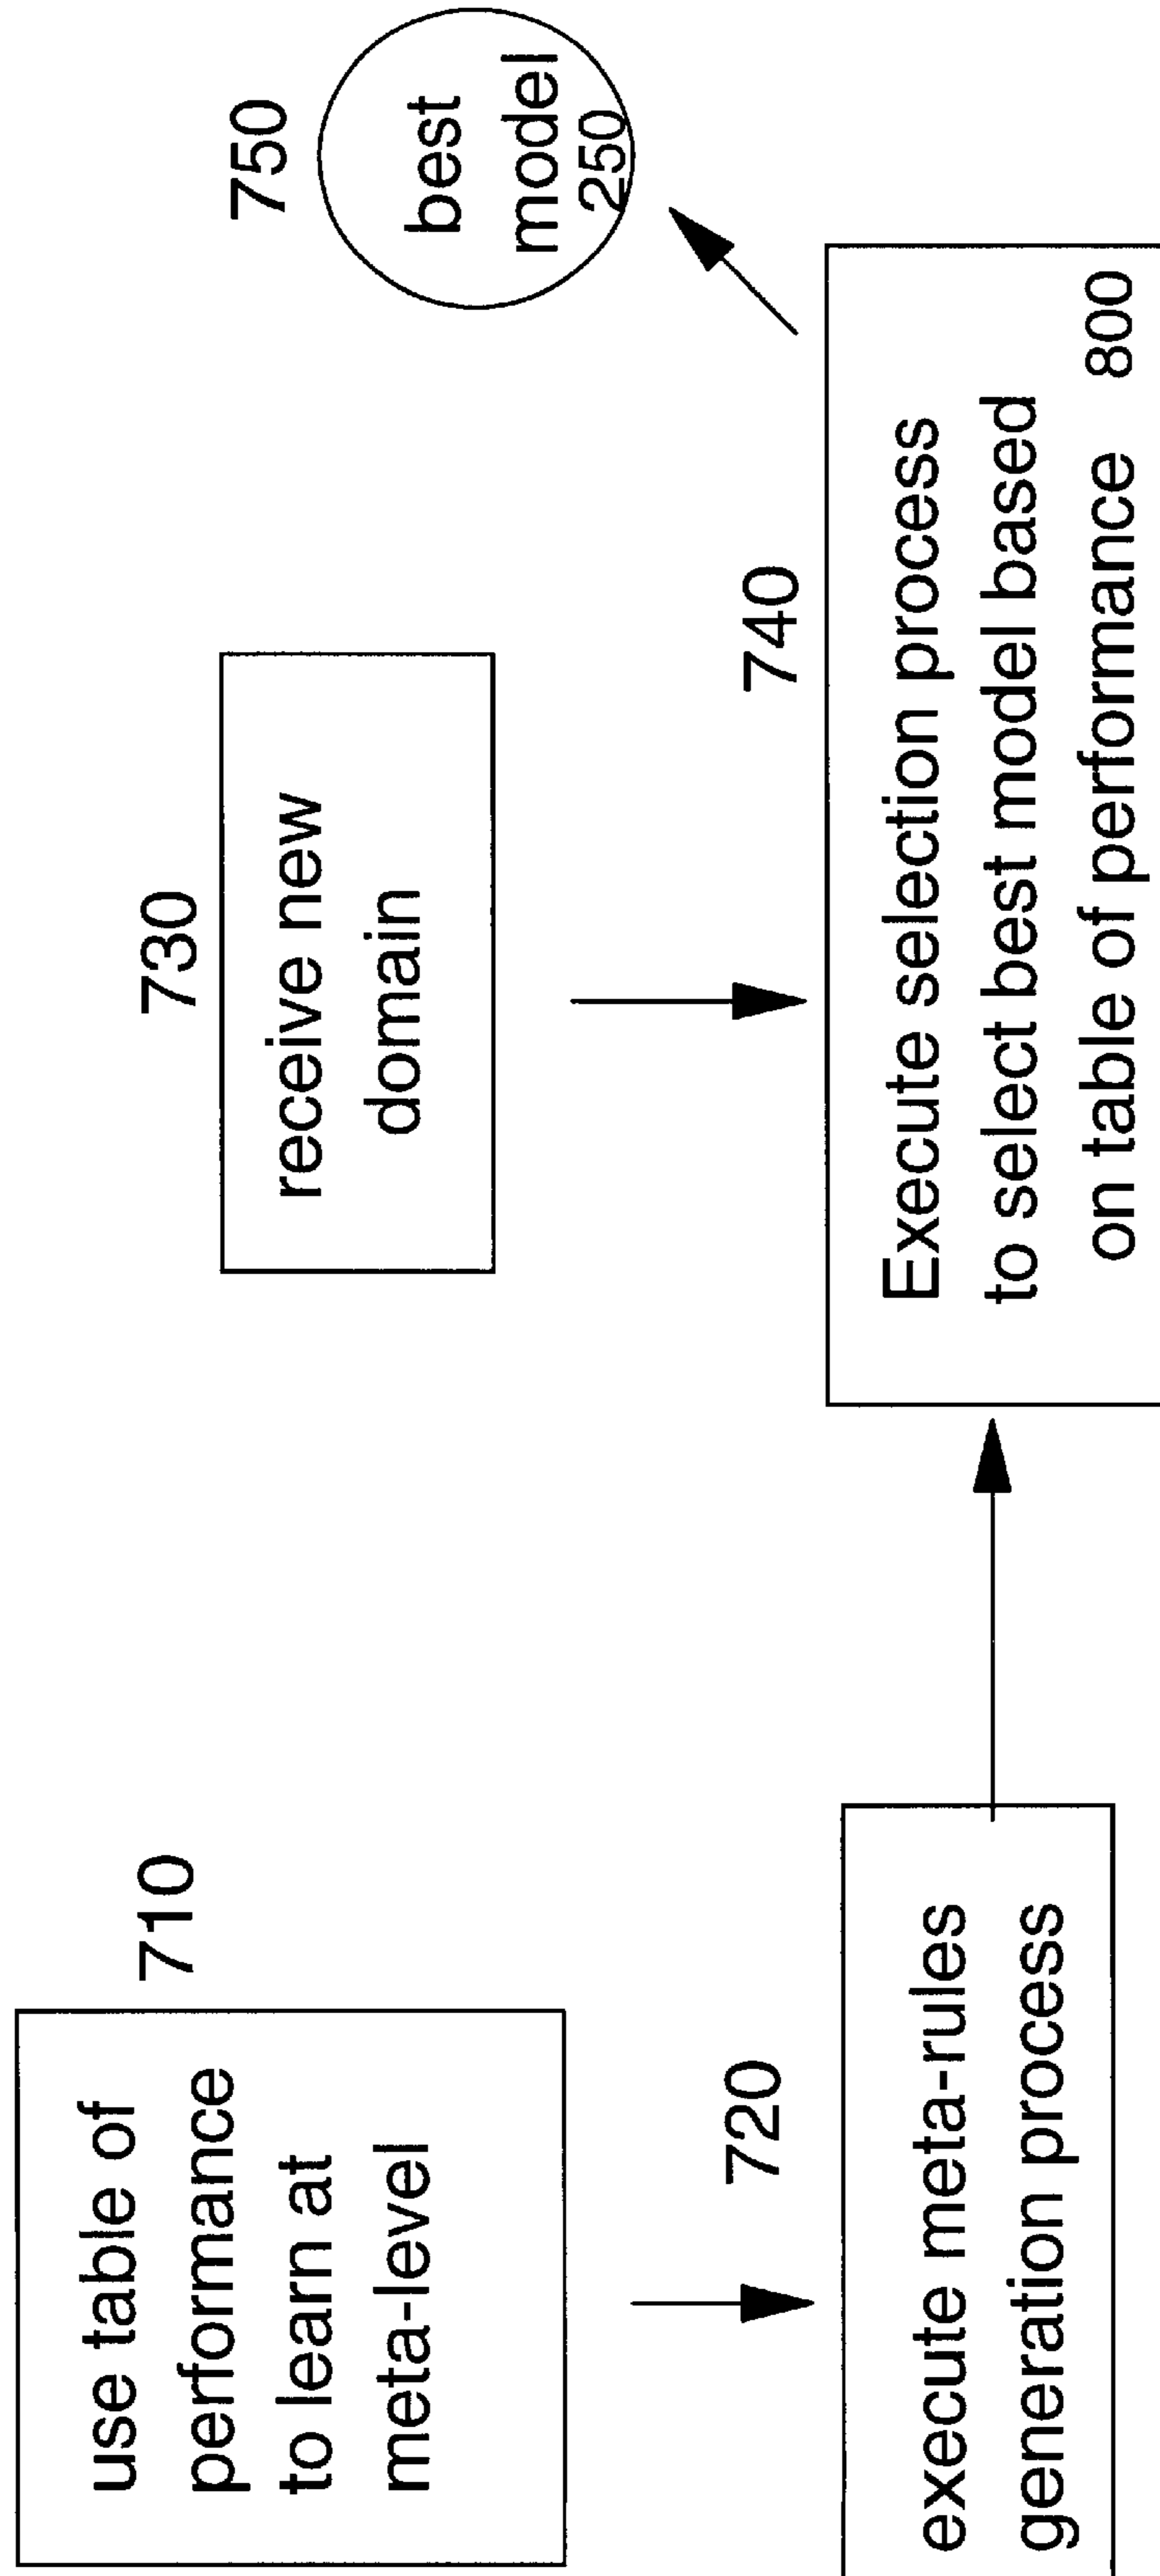 710
use table of
performance
to learn at
meta-level
720
execute meta-rules
generation process
730
receive new
domain
740
Execute selection process
to select best model based
on table of performance 800
750
best
model
250